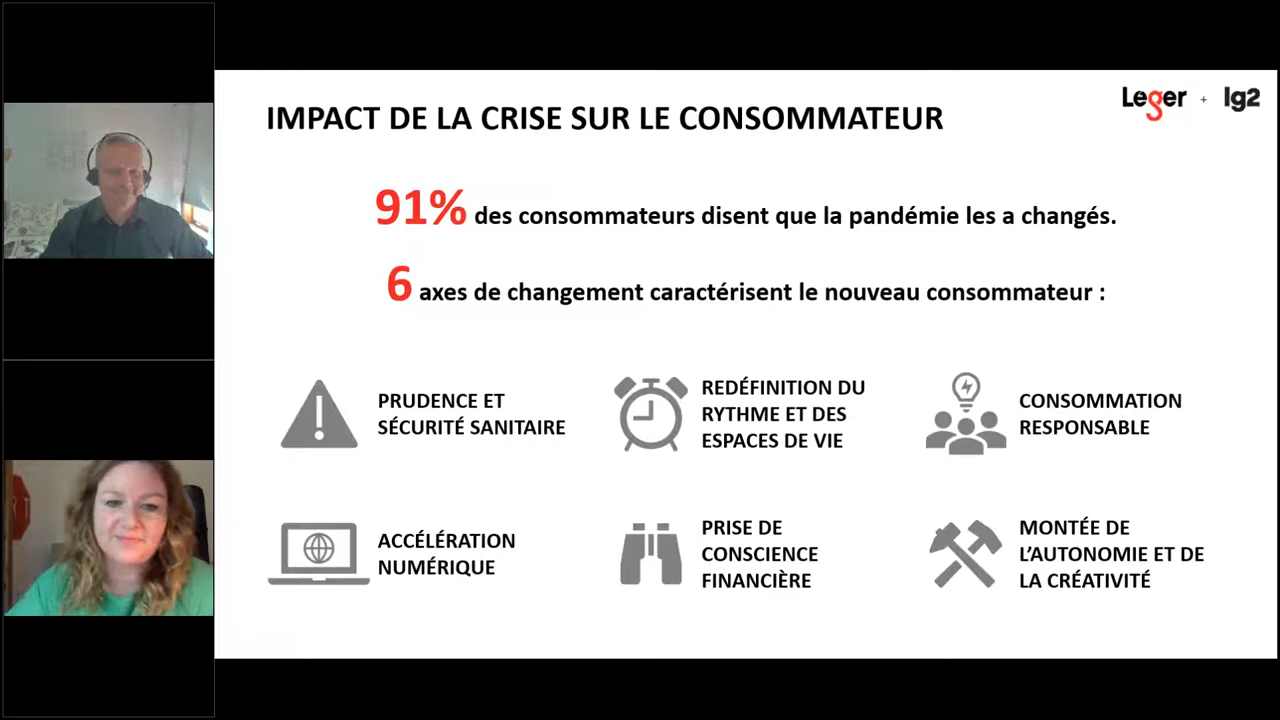 Leger + lg2
IMPACT DE LA CRISE SUR LE CONSOMMATEUR
91% des consommateurs disent que la pandémie les a changés.
6 axes de changement caractérisent le nouveau consommateur :
PRUDENCE ET
SÉCURITÉ SANITAIRE
REDÉFINITION DU
RYTHME ET DES
ESPACES DE VIE
CONSOMMATION
RESPONSABLE
ACCÉLÉRATION
NUMÉRIQUE
PRISE DE
CONSCIENCE
FINANCIÈRE
MONTÉE DE
L’AUTONOMIE ET DE
LA CRÉATIVITÉ